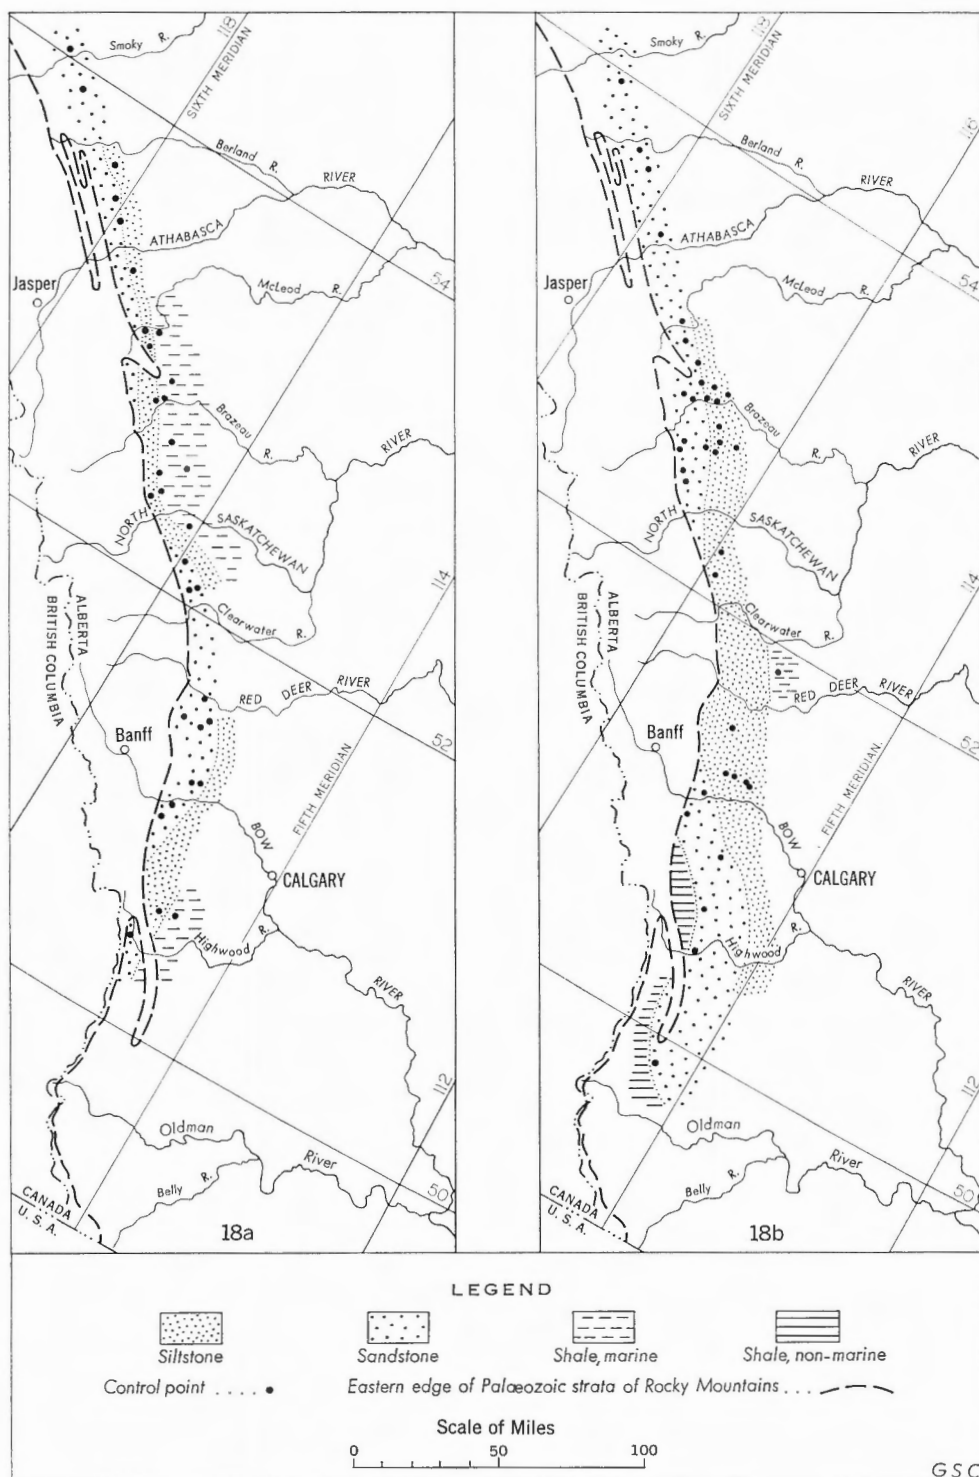 118
Smoky R.
SIXTH MERIDIAN
Berland R.
RIVER
ATHABASCA
54
Jasper
McLeod R.
Brazeau R.
RIVER
NORTH
SASKATCHEWAN
114
ALBERTA
BRITISH COLUMBIA
Clearwater R.
RED DEER RIVER
52
Banff
FIFTH MERIDIAN
BOW
CALGARY
Highwood R.
RIVER
112
Oldman
River
Belly R.
50
CANADA
U. S. A.
18a
118
Smoky R.
SIXTH MERIDIAN
116
Berland R.
RIVER
ATHABASCA
54
Jasper
McLeod R.
Brazeau R.
RIVER
NORTH
SASKATCHEWAN
114
ALBERTA
BRITISH COLUMBIA
Clearwater R.
RED DEER RIVER
52
Banff
FIFTH MERIDIAN.
BOW
CALGARY
Highwood R.
RIVER
112
Oldman
River
Belly R.
50
CANADA
U.S.A.
18b
LEGEND
Siltstone
Sandstone
Shale, marine
Shale, non-marine
Control point . . . . •
Eastern edge of Palæozoic strata of Rocky Mountains . . .
Scale of Miles
0 50 100
GSC